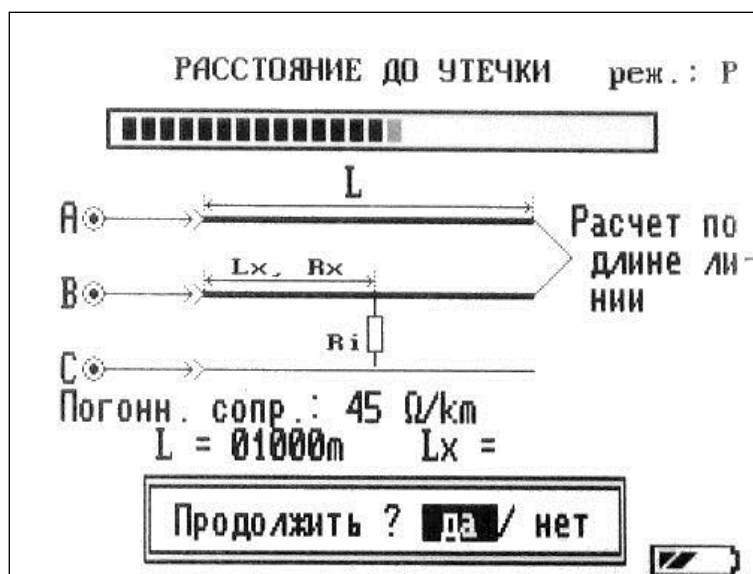 РАССТОЯНИЕ ДО УТЕЧКИ реж.: Р
L
A
Расчет по
Lx, Rx
длине ли-
B
нии
Ri
C
Погонн. сопр.: 45 Ω/km
L = 01000m Lx =
Продолжить ? да / нет